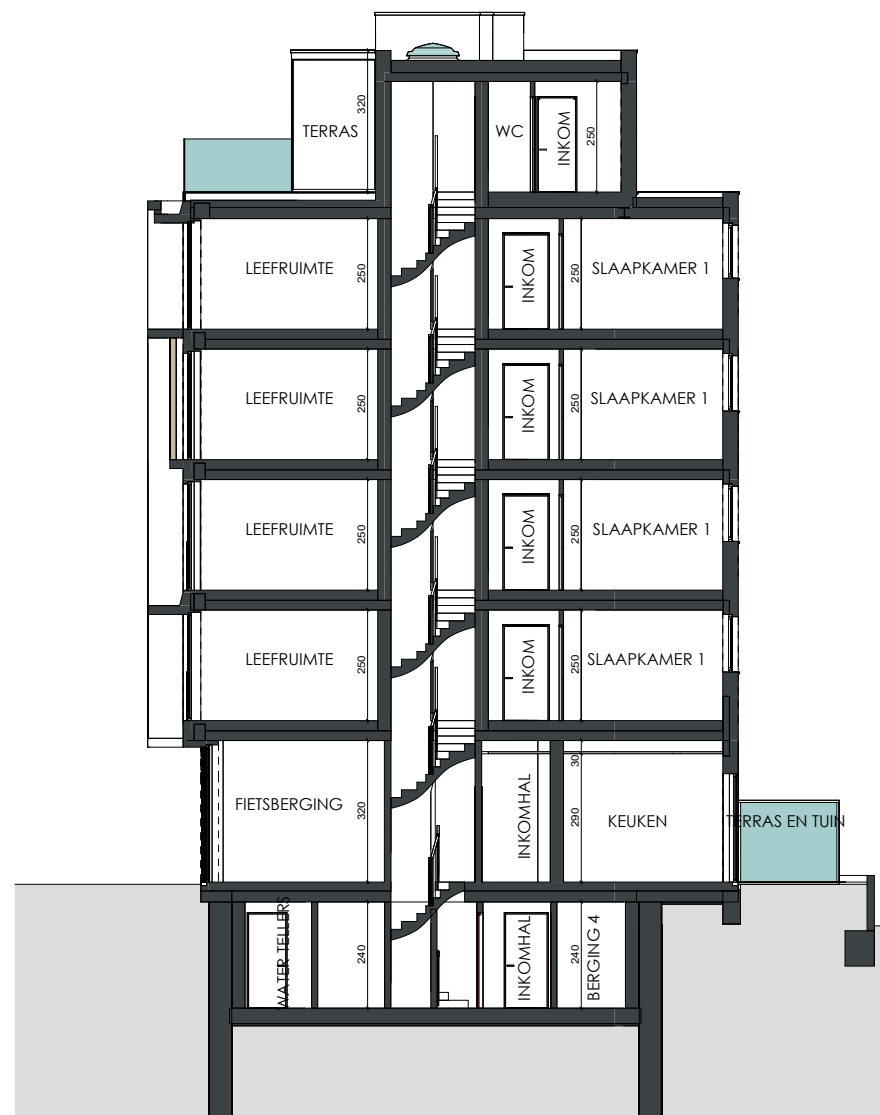 320
TERRAS
WC
INKOM
250
LEEFRUIMTE
250
INKOM
250
SLAAPKAMER 1
LEEFRUIMTE
250
INKOM
250
SLAAPKAMER 1
LEEFRUIMTE
250
INKOM
250
SLAAPKAMER 1
LEEFRUIMTE
250
INKOM
250
SLAAPKAMER 1
FIETSBERGING
320
INKOMHAL
30
290
KEUKEN
TERRAS EN TUIN
WATER TELLERS
240
INKOMHAL
240
BERGING 4